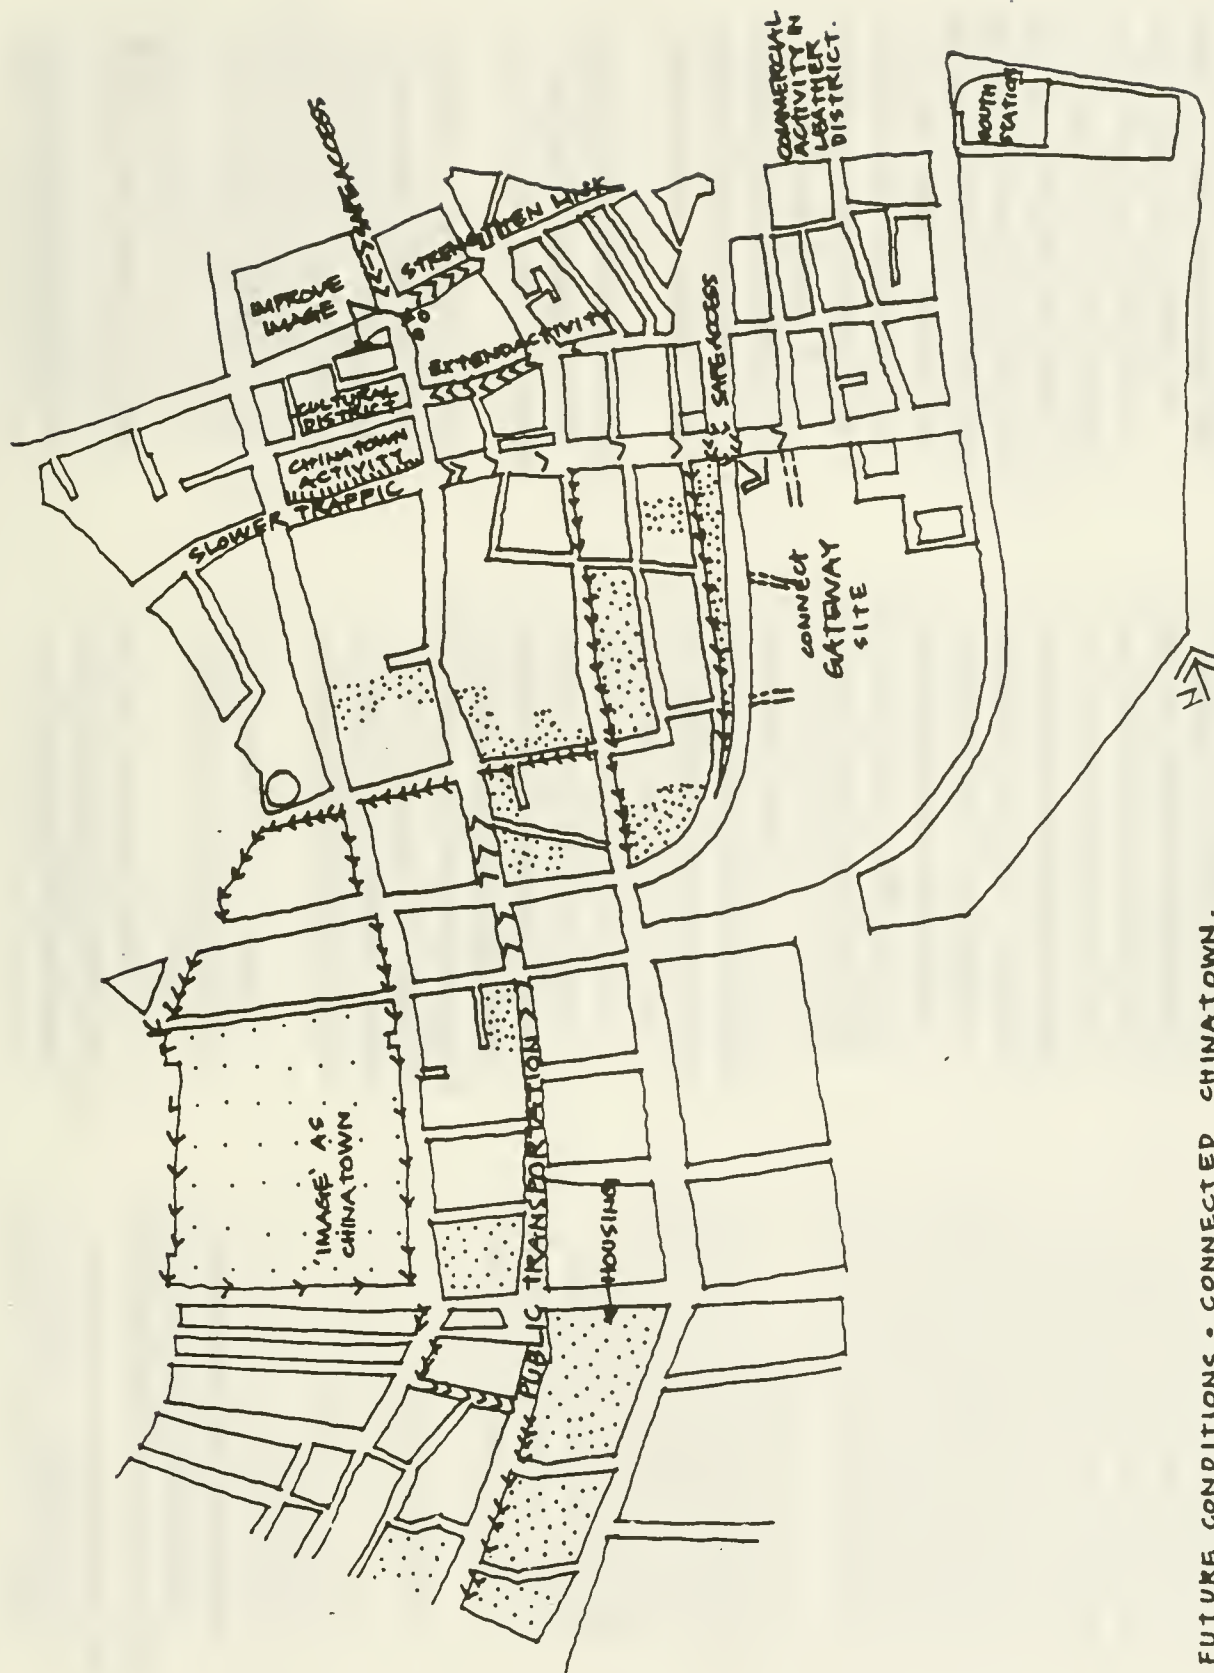 SAFE ACCESS
IMPROVE
IMAGE
STRENGTHEN LINK
EXTEND ACTIVITY
CULTURAL
DISTRICT
CHINATOWN
ACTIVITY
SLOWER TRAFFIC
COMMERCIAL
ACTIVITY IN
LEATHER
DISTRICT.
SOUTH
STATION
SAFE ACCESS
CONNECT
GATEWAY
SITE
N
'IMAGE' AS
CHINATOWN
PUBLIC TRANSPORTATION
HOUSING
FUTURE CONDITIONS • CONNECTED CHINATOWN.